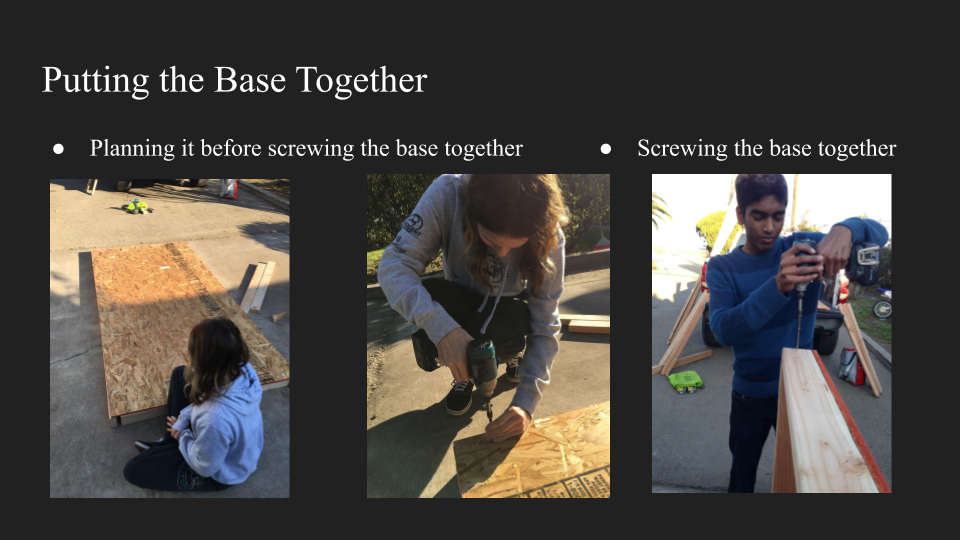 Putting the Base Together
● Planning it before screwing the base together
● Screwing the base together